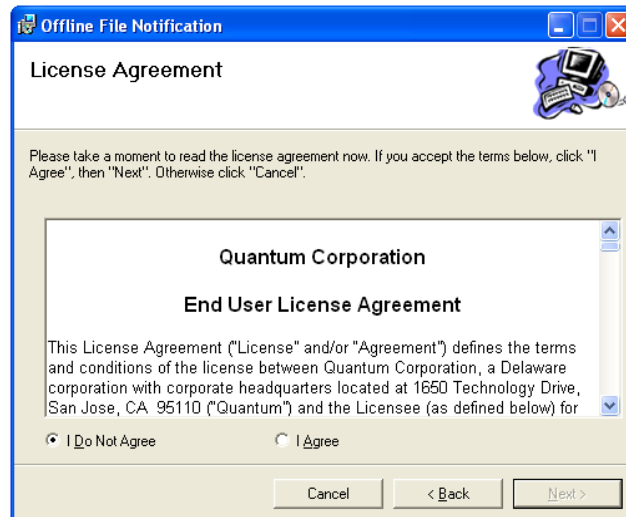 Offline File Notification
License Agreement
Please take a moment to read the license agreement now. If you accept the terms below, click "I
Agree", then "Next". Otherwise click "Cancel".
Quantum Corporation
End User License Agreement
This License Agreement ("License" and/or "Agreement") defines the terms
and conditions of the license between Quantum Corporation, a Delaware
corporation with corporate headquarters located at 1650 Technology Drive,
San Jose, CA  95110 ("Quantum") and the Licensee (as defined below) for
I Do Not Agree
I Agree
Cancel
< Back
Next >